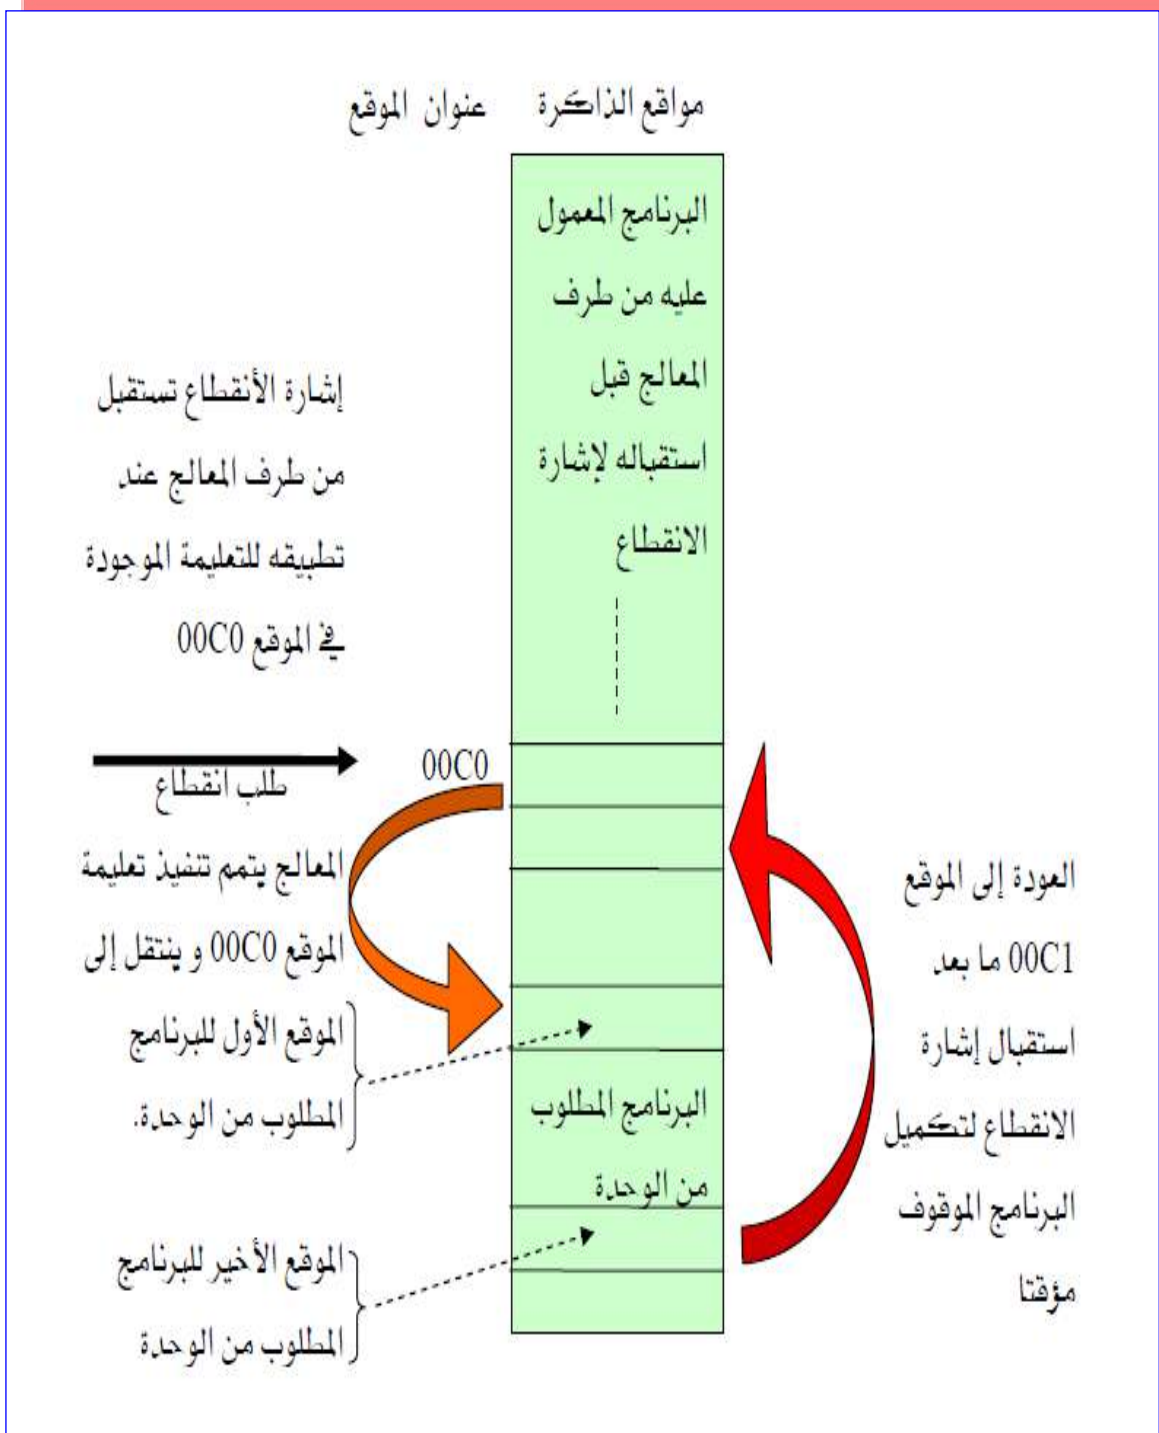 مواقع الذاكرة
عنوان الموقع
البرنامج المعمول
عليه من طرف
المعالج قبل
استقباله لإشارة
الانقطاع
إشارة الأنقطاع تستقبل
من طرف المعالج عند
تطبيقه للتعليمة الموجودة
في الموقع 00C0
00C0
طلب انقطاع
المعالج يتمم تنفيذ تعليمة
الموقع 00C0 و ينتقل إلى
الموقع الأول للبرنامج
المطلوب من الوحدة.
البرنامج المطلوب
من الوحدة
الموقع الأخير للبرنامج
المطلوب من الوحدة
العودة إلى الموقع
00C1 ما بعد
استقبال إشارة
الانقطاع لتكميل
البرنامج الموقوف
مؤقتا